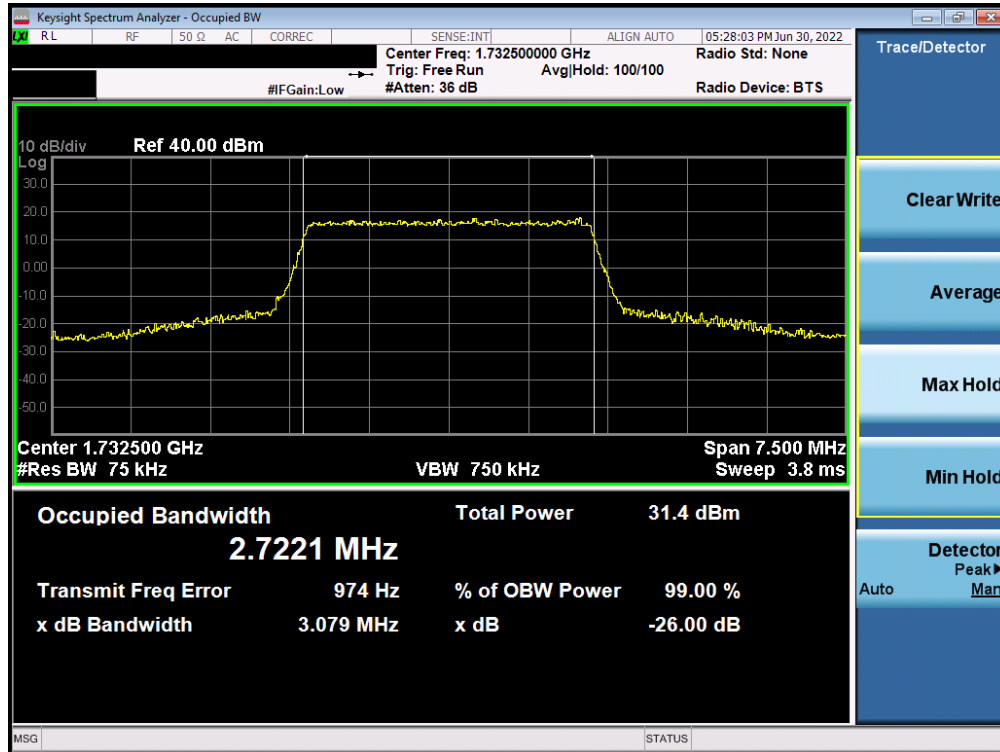 Keysight Spectrum Analyzer - Occupied BW
LXI RL RF 50 Ω AC CORREC SENSE:INT ALIGN AUTO 05:28:03 PM Jun 30, 2022
Center Freq: 1.732500000 GHz Radio Std: None
Trig: Free Run Avg|Hold: 100/100
#IFGain:Low #Atten: 36 dB Radio Device: BTS
Trace/Detector
10 dB/div Ref 40.00 dBm
Log
30.0
20.0
10.0
0.00
-10.0
-20.0
-30.0
-40.0
-50.0
Center 1.732500 GHz Span 7.500 MHz
#Res BW 75 kHz VBW 750 kHz Sweep 3.8 ms
Occupied Bandwidth Total Power 31.4 dBm
2.7221 MHz
Transmit Freq Error 974 Hz % of OBW Power 99.00 %
x dB Bandwidth 3.079 MHz x dB -26.00 dB
Clear Write
Average
Max Hold
Min Hold
Detector
Peak▶
Auto Man
MSG STATUS